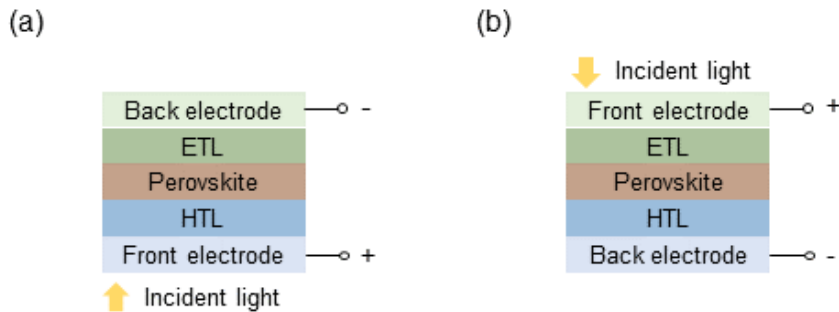 (a)
Back electrode -
ETL
Perovskite
HTL
Front electrode +
Incident light
(b)
Incident light
Front electrode +
ETL
Perovskite
HTL
Back electrode -